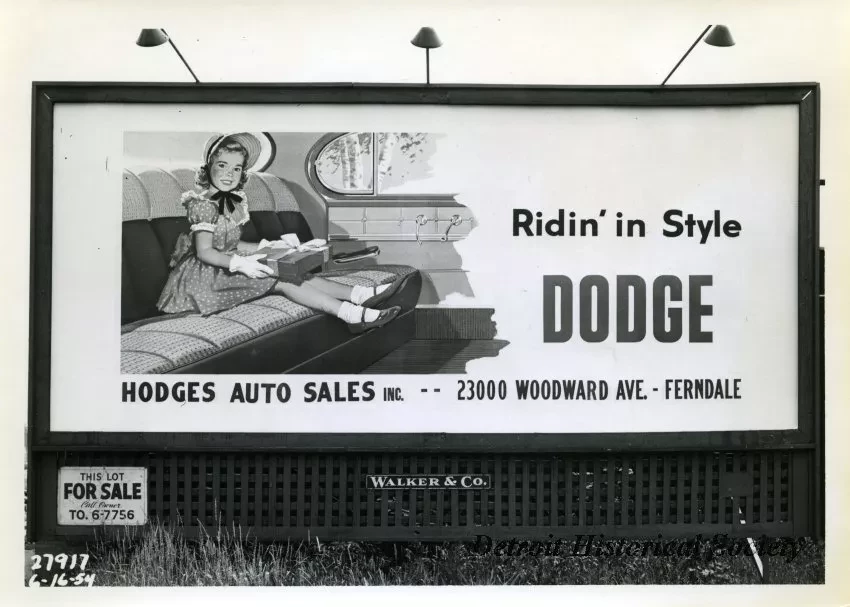 Ridin' in Style
DODGE
HODGES AUTO SALES INC. -- 23000 WOODWARD AVE. - FERNDALE
THIS LOT
FOR SALE
Call Owner
TO. 6-7756
WALKER & CO.
Detroit Historical Society
27917
6-16-54